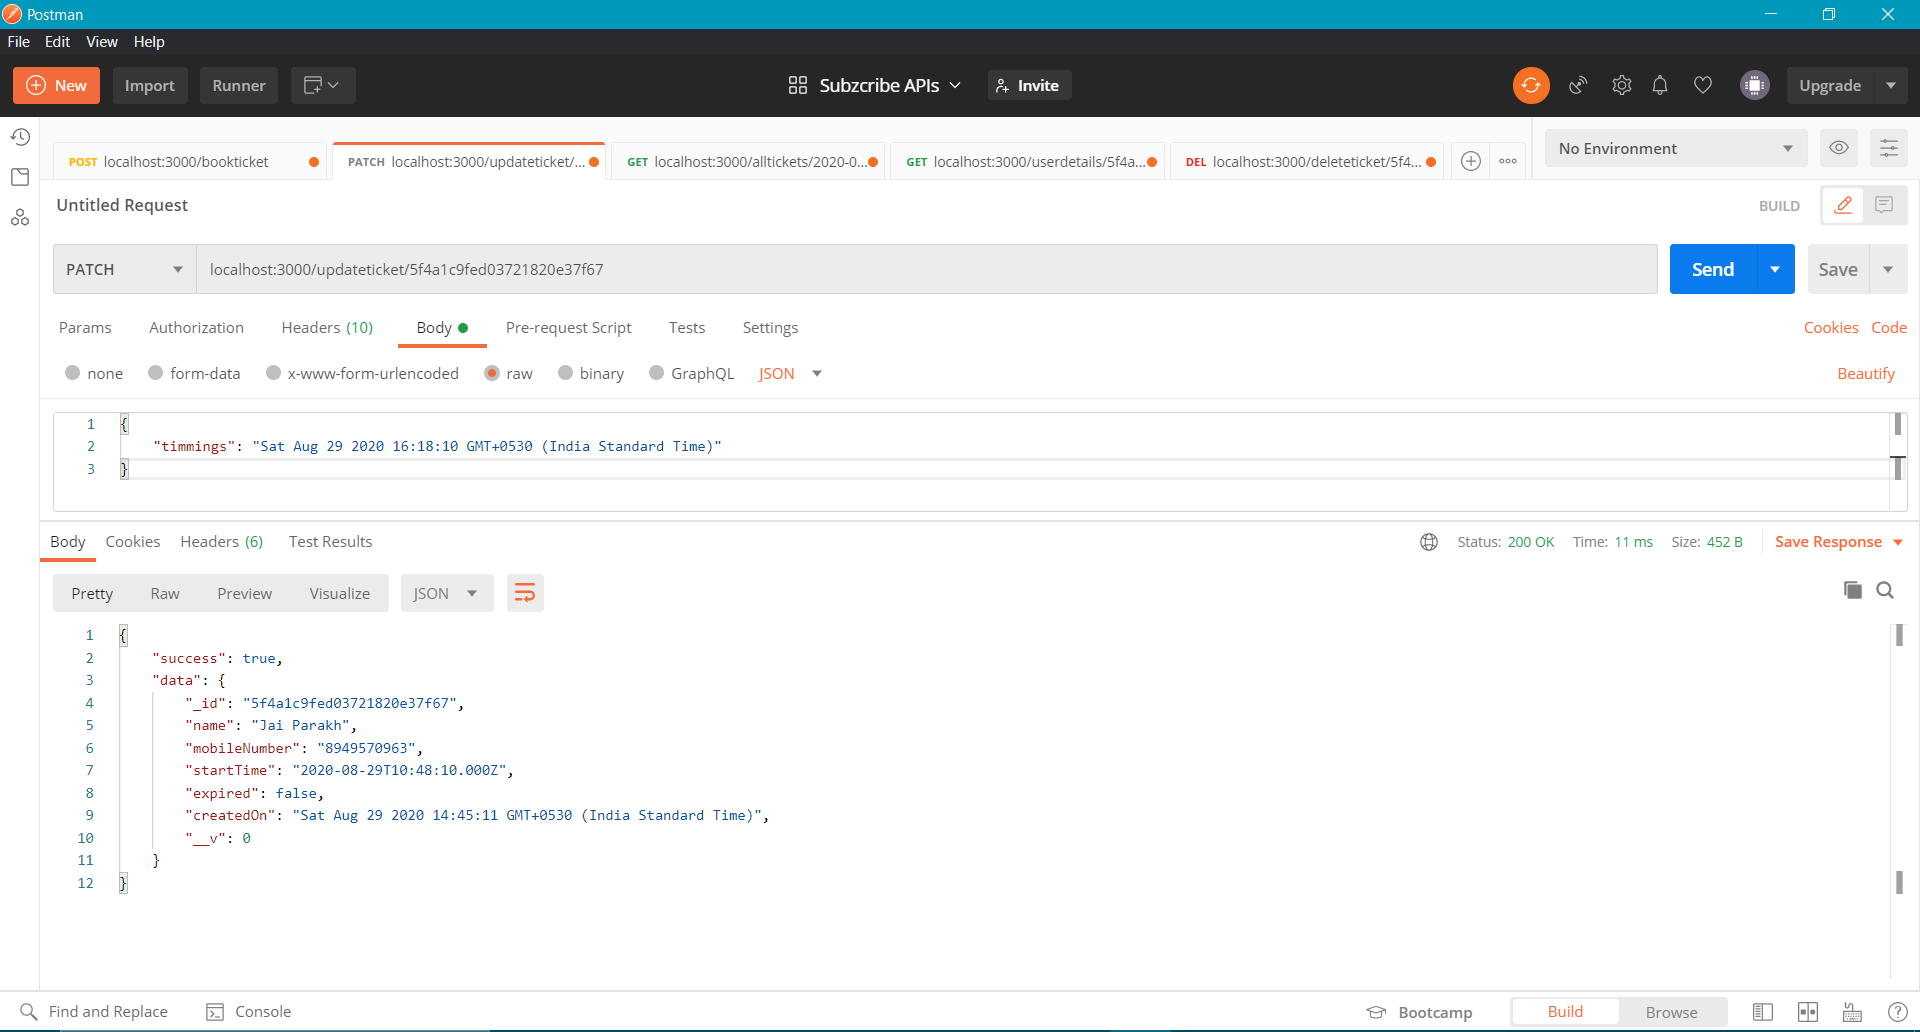 Postman
File Edit View Help
New Import Runner Subzcribe APIs Invite Upgrade
POST localhost:3000/bookticket PATCH localhost:3000/updateticket/... GET localhost:3000/alltickets/2020-0... GET localhost:3000/userdetails/5f4a... DEL localhost:3000/deleteticket/5f4... No Environment
Untitled Request BUILD
PATCH localhost:3000/updateticket/5f4a1c9fed03721820e37f67 Send Save
Params Authorization Headers (10) Body Pre-request Script Tests Settings Cookies Code
none form-data x-www-form-urlencoded raw binary GraphQL JSON Beautify
1 {
2 "timmings": "Sat Aug 29 2020 16:18:10 GMT+0530 (India Standard Time)"
3 }
Body Cookies Headers (6) Test Results Status: 200 OK Time: 11 ms Size: 452 B Save Response
Pretty Raw Preview Visualize JSON
1 {
2 "success": true,
3 "data": {
4 "_id": "5f4a1c9fed03721820e37f67",
5 "name": "Jai Parakh",
6 "mobileNumber": "8949570963",
7 "startTime": "2020-08-29T10:48:10.000Z",
8 "expired": false,
9 "createdOn": "Sat Aug 29 2020 14:45:11 GMT+0530 (India Standard Time)",
10 "__v": 0
11 }
12 }
Find and Replace Console Bootcamp Build Browse